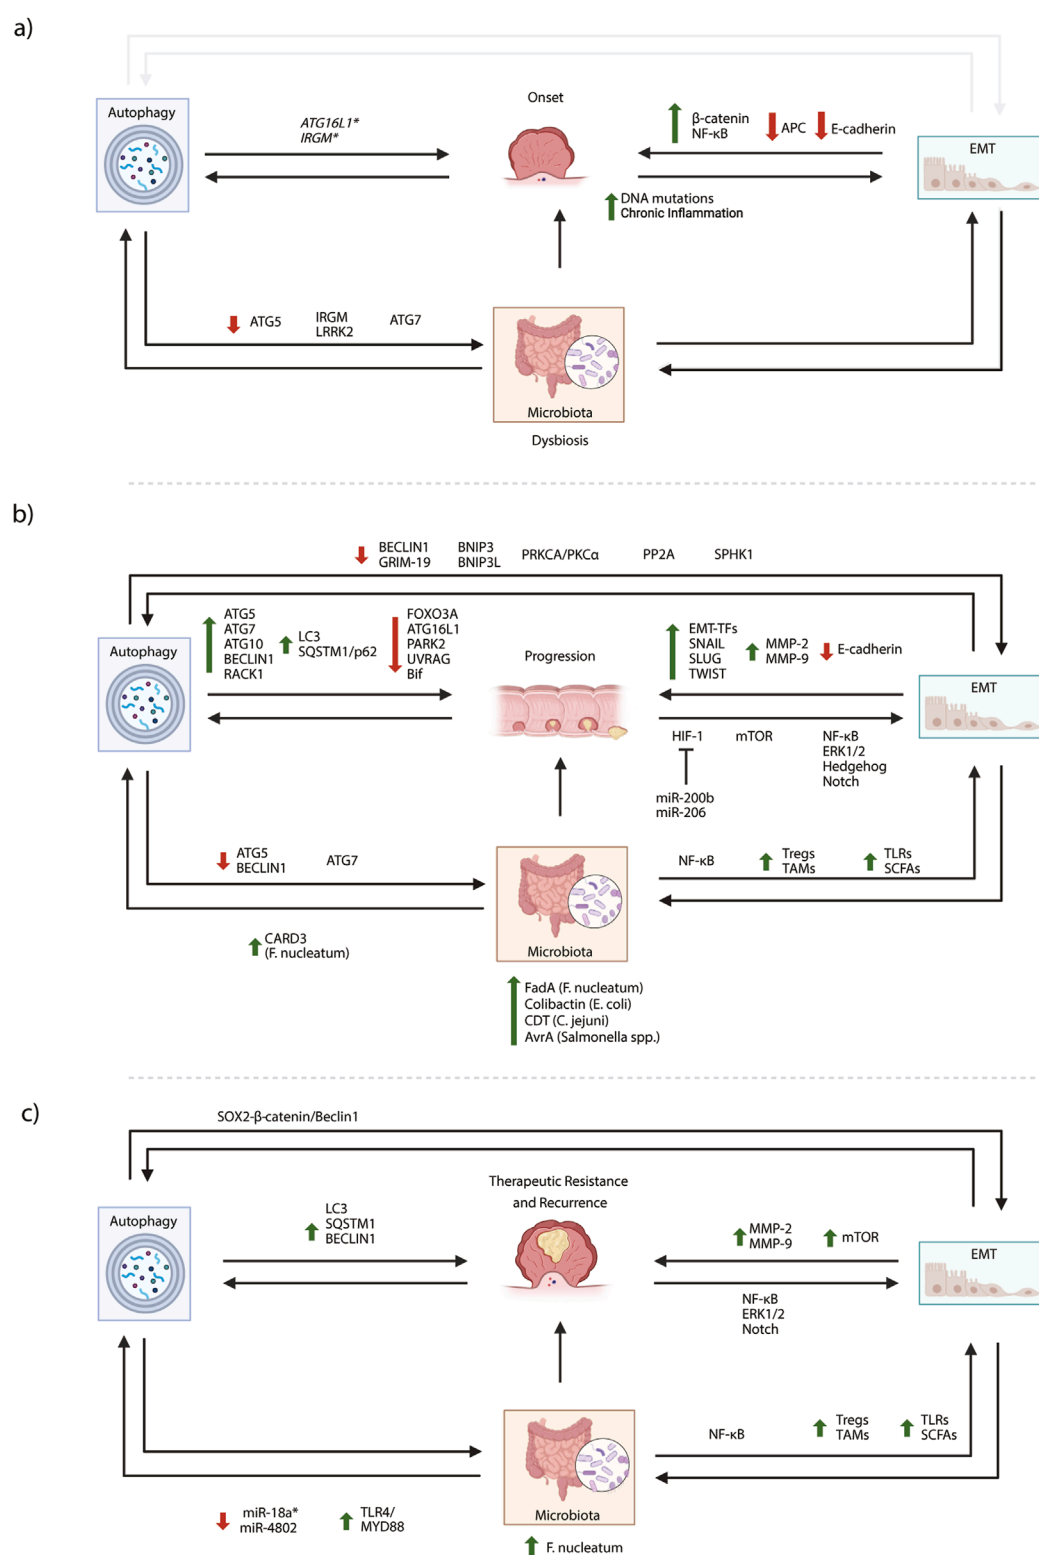 a)
Onset
Autophagy
ATG16L1*
IRGM*
β-catenin
NF-κB
APC
E-cadherin
EMT
DNA mutations
Chronic Inflammation
ATG5
IRGM
LRRK2
ATG7
Microbiota
Dysbiosis
b)
BECLIN1
GRIM-19
BNIP3
BNIP3L
PRKCA/PKCα
PP2A
SPHK1
Autophagy
ATG5
ATG7
ATG10
BECLIN1
RACK1
LC3
SQSTM1/p62
FOXO3A
ATG16L1
PARK2
UVRAG
Bif
Progression
EMT-TFs
SNAIL
SLUG
TWIST
MMP-2
MMP-9
E-cadherin
EMT
HIF-1
mTOR
NF-κB
ERK1/2
Hedgehog
Notch
miR-200b
miR-206
ATG5
BECLIN1
ATG7
NF-κB
Tregs
TAMs
TLRs
SCFAs
CARD3
(F. nucleatum)
Microbiota
FadA (F. nucleatum)
Colibactin (E. coli)
CDT (C. jejuni)
AvrA (Salmonella spp.)
c)
SOX2-β-catenin/Beclin1
Therapeutic Resistance
and Recurrence
Autophagy
LC3
SQSTM1
BECLIN1
MMP-2
MMP-9
mTOR
EMT
NF-κB
ERK1/2
Notch
NF-κB
Tregs
TAMs
TLRs
SCFAs
miR-18a*
miR-4802
TLR4/
MYD88
Microbiota
F. nucleatum